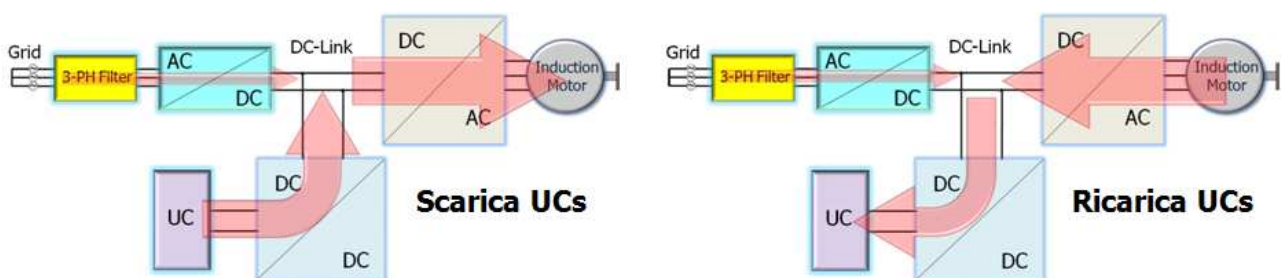 Grid
3-PH Filter
AC
DC
DC-Link
DC
AC
Induction
Motor
UC
DC
DC
Scarica UCs
Grid
3-PH Filter
AC
DC
DC-Link
DC
AC
Induction
Motor
UC
DC
DC
Ricarica UCs